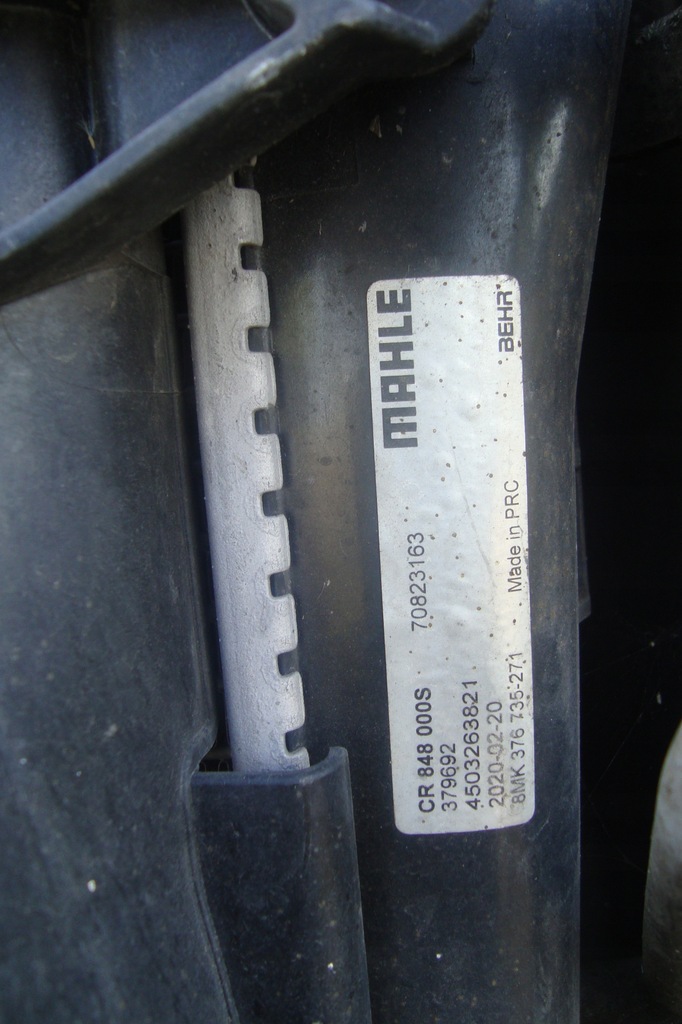 MAHLE
BEHR®
70823163
CR 848 000S
379692
4503263821
2020-02-20
8MK 376 735-271 Made in PRC